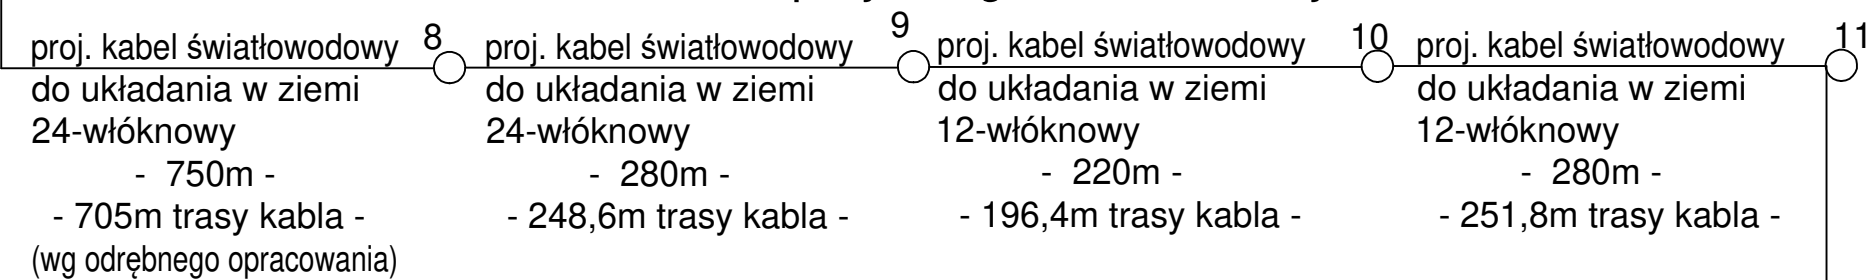 8
9
10
11
proj. kabel światłowodowy
do układania w ziemi
24-włóknowy
- 750m -
- 705m trasy kabla -
(wg odrębnego opracowania)
proj. kabel światłowodowy
do układania w ziemi
24-włóknowy
- 280m -
- 248,6m trasy kabla -
proj. kabel światłowodowy
do układania w ziemi
12-włóknowy
- 220m -
- 196,4m trasy kabla -
proj. kabel światłowodowy
do układania w ziemi
12-włóknowy
- 280m -
- 251,8m trasy kabla -